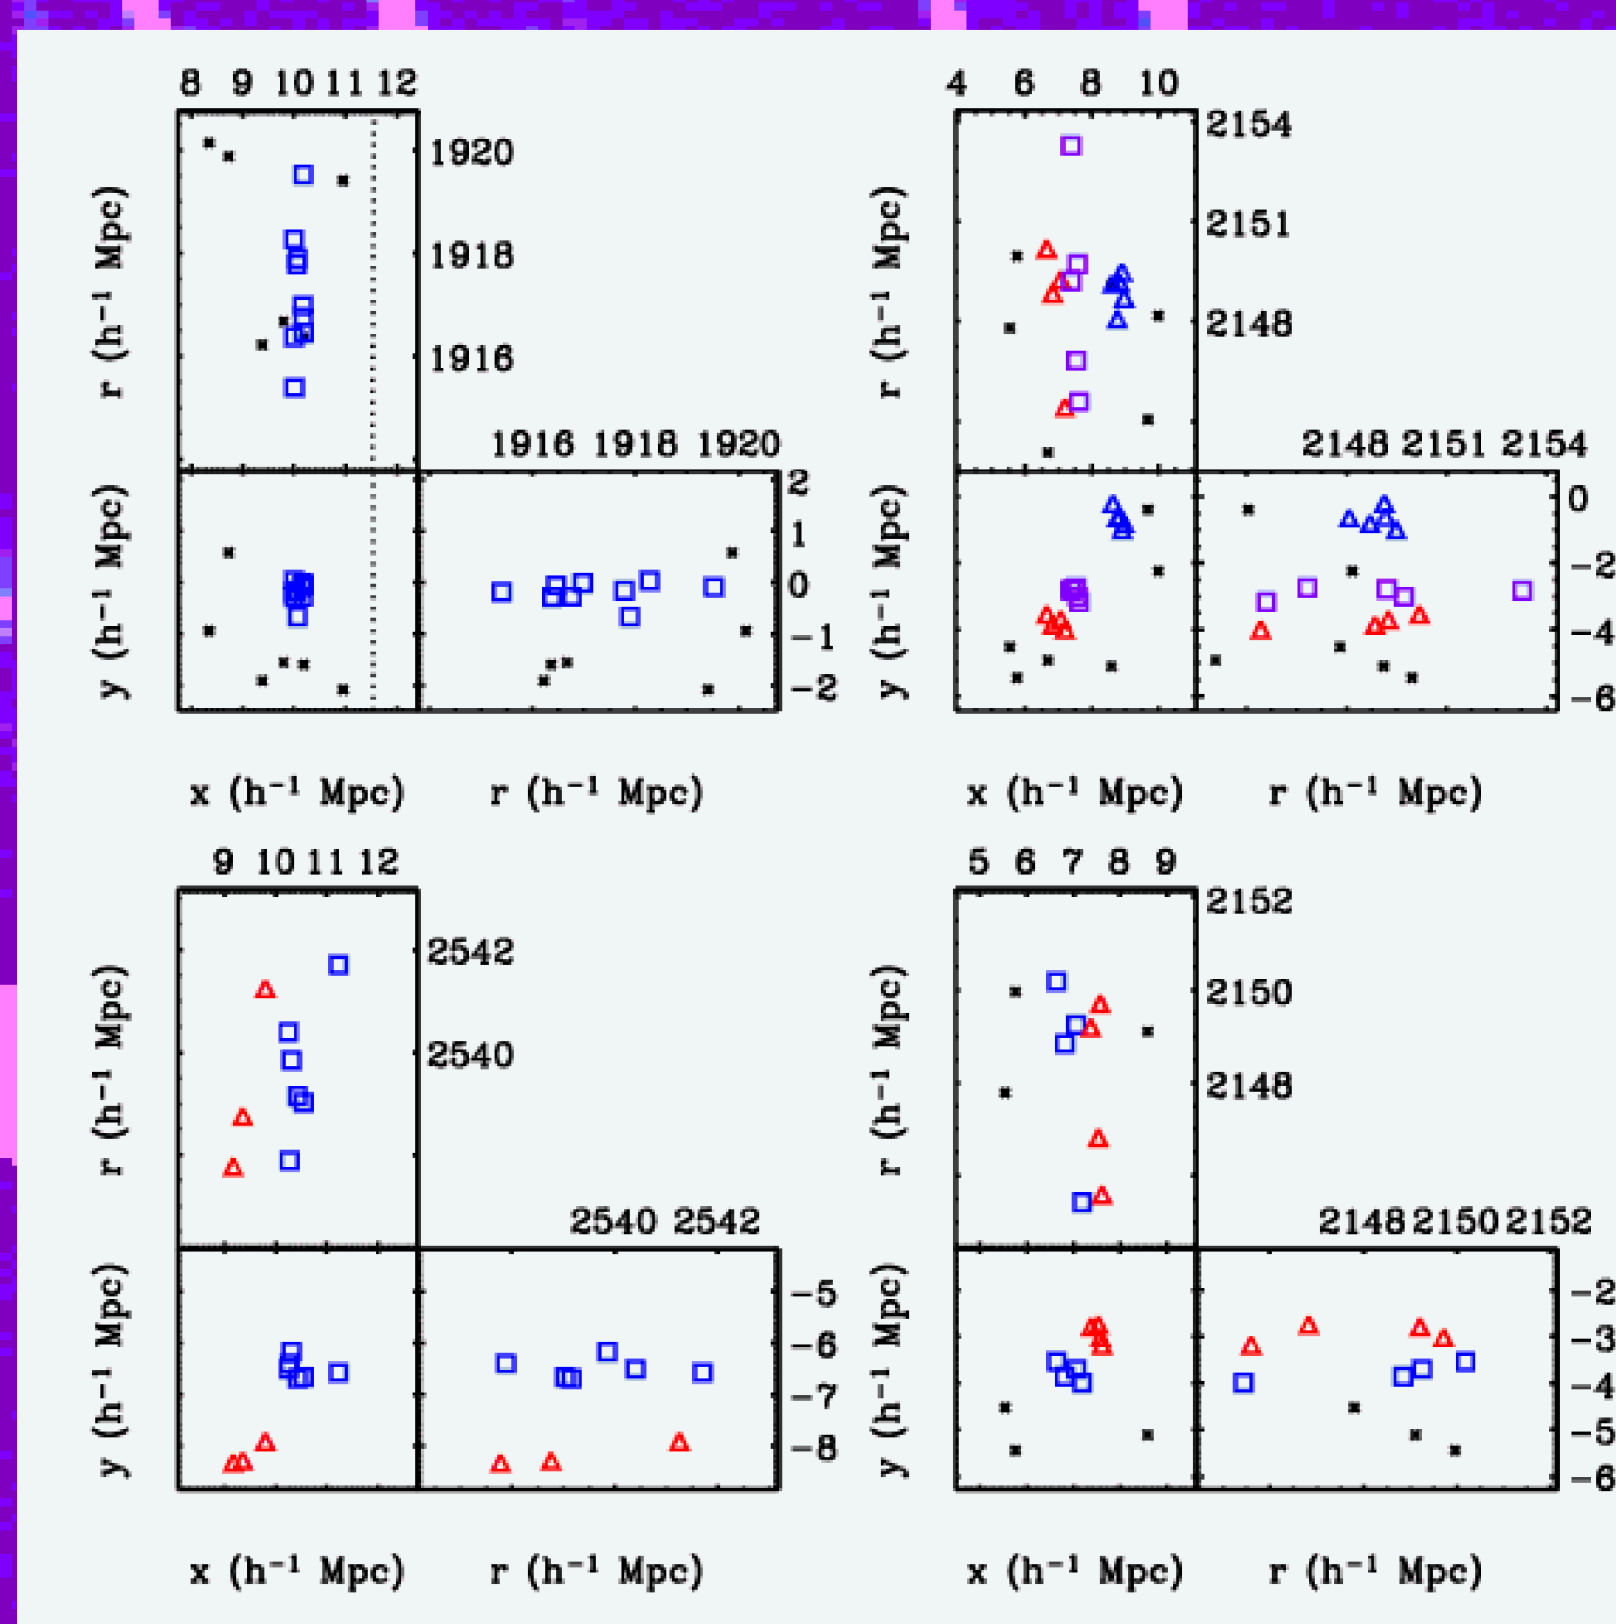 8 9 10 11 12
4 6 8 10
r (h⁻¹ Mpc)
1920
1918
1916
r (h⁻¹ Mpc)
2154
2151
2148
1916 1918 1920
2148 2151 2154
y (h⁻¹ Mpc)
2
1
0
-1
-2
y (h⁻¹ Mpc)
0
-2
-4
-6
x (h⁻¹ Mpc) r (h⁻¹ Mpc)
x (h⁻¹ Mpc) r (h⁻¹ Mpc)
9 10 11 12
5 6 7 8 9
r (h⁻¹ Mpc)
2542
2540
r (h⁻¹ Mpc)
2152
2150
2148
2540 2542
2148 2150 2152
y (h⁻¹ Mpc)
-5
-6
-7
-8
y (h⁻¹ Mpc)
-2
-3
-4
-5
-6
x (h⁻¹ Mpc) r (h⁻¹ Mpc)
x (h⁻¹ Mpc) r (h⁻¹ Mpc)